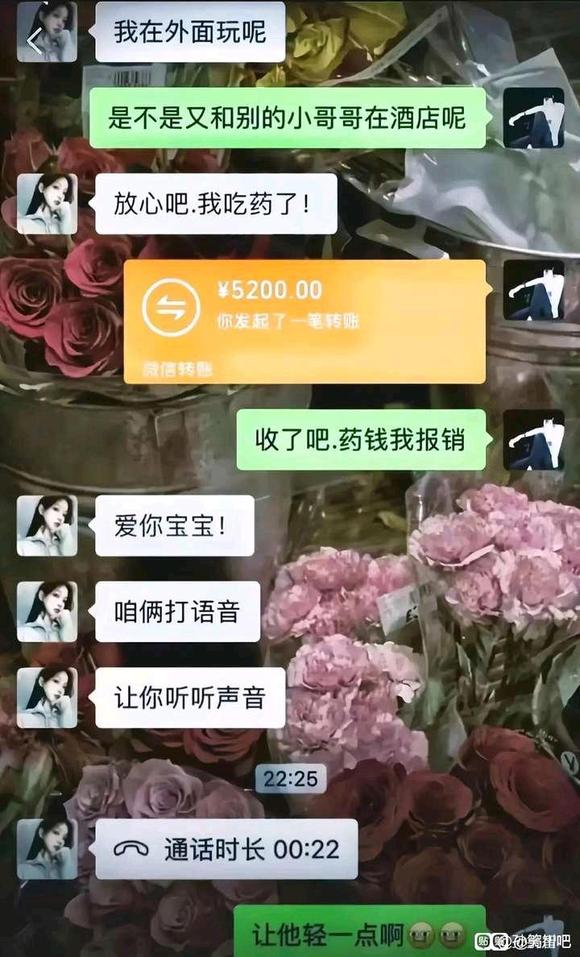 我在外面玩呢
是不是又和别的小哥哥在酒店呢
放心吧.我吃药了!
¥5200.00
你发起了一笔转账
微信转账
收了吧.药钱我报销
爱你宝宝!
咱俩打语音
让你听听声音
22:25
通话时长 00:22
让他轻一点啊